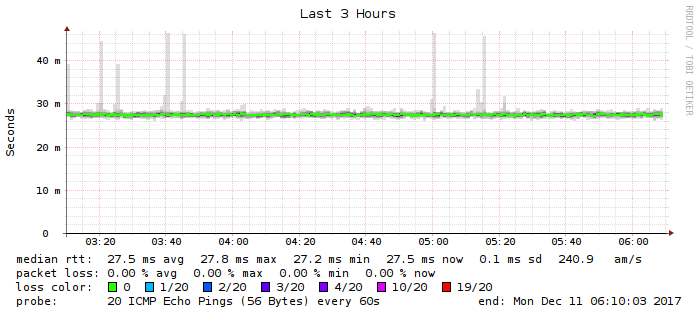 Last 3 Hours
RRDTOOL / TOBI OETIKER
Seconds
40 m
30 m
20 m
10 m
0
03:20 03:40 04:00 04:20 04:40 05:00 05:20 05:40 06:00
median rtt: 27.5 ms avg 27.8 ms max 27.2 ms min 27.5 ms now 0.1 ms sd 240.9 am/s
packet loss: 0.00 % avg 0.00 % max 0.00 % min 0.00 % now
loss color: 0 1/20 2/20 3/20 4/20 10/20 19/20
probe: 20 ICMP Echo Pings (56 Bytes) every 60s end: Mon Dec 11 06:10:03 2017